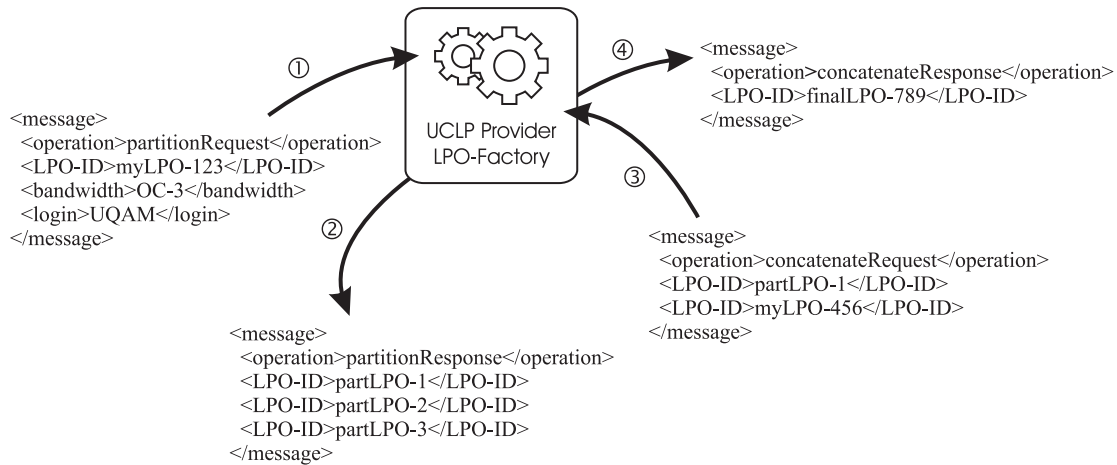 ①
<message>
<operation>partitionRequest</operation>
<LPO-ID>myLPO-123</LPO-ID>
<bandwidth>OC-3</bandwidth>
<login>UQAM</login>
</message>
UCLP Provider
LPO-Factory
②
<message>
<operation>partitionResponse</operation>
<LPO-ID>partLPO-1</LPO-ID>
<LPO-ID>partLPO-2</LPO-ID>
<LPO-ID>partLPO-3</LPO-ID>
</message>
③
<message>
<operation>concatenateRequest</operation>
<LPO-ID>partLPO-1</LPO-ID>
<LPO-ID>myLPO-456</LPO-ID>
</message>
④
<message>
<operation>concatenateResponse</operation>
<LPO-ID>finalLPO-789</LPO-ID>
</message>